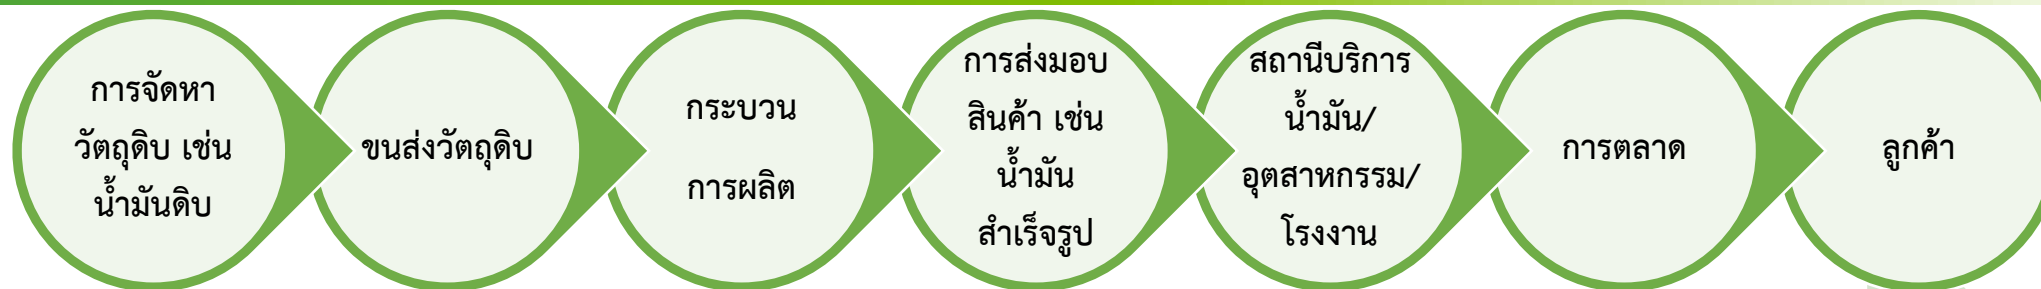 การจัดหา
วัตถุดิบ เช่น
น้ำมันดิบ
ขนส่งวัตถุดิบ
กระบวน
การผลิต
การส่งมอบ
สินค้า เช่น
น้ำมัน
สำเร็จรูป
สถานีบริการ
น้ำมัน/
อุตสาหกรรม/
โรงงาน
การตลาด
ลูกค้า